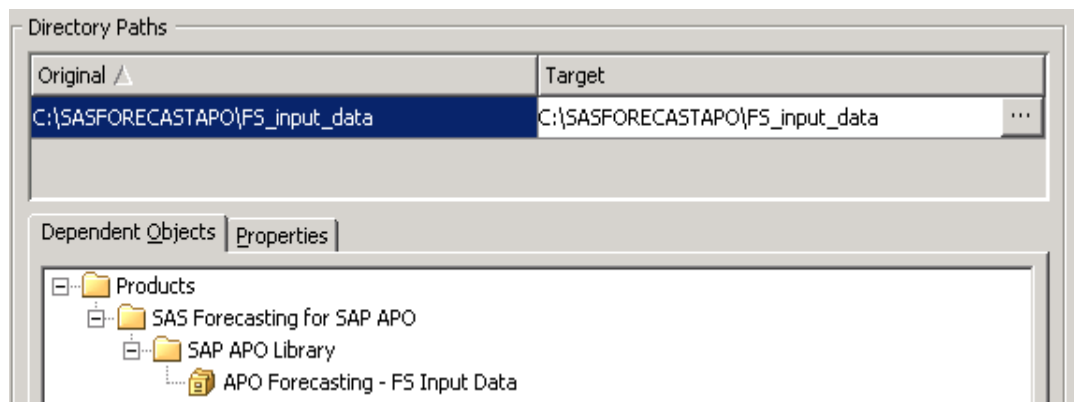 Directory Paths
Original Target
C:\SASFORECASTAPO\FS_input_data C:\SASFORECASTAPO\FS_input_data ...
Dependent Objects Properties
Products
SAS Forecasting for SAP APO
SAP APO Library
APO Forecasting - FS Input Data